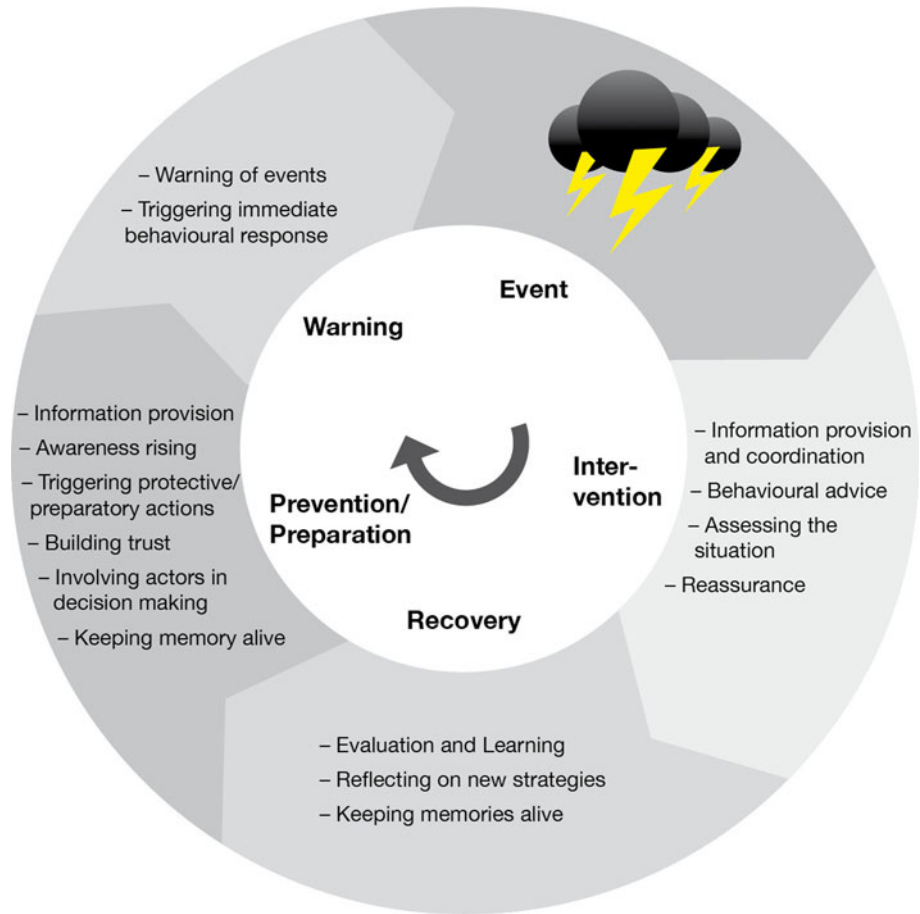 – Warning of events
– Triggering immediate
behavioural response
Event
Warning
– Information provision
– Awareness rising
– Triggering protective/
preparatory actions
– Building trust
– Involving actors in
decision making
– Keeping memory alive
Prevention/
Preparation
Inter-
vention
Recovery
– Information provision
and coordination
– Behavioural advice
– Assessing the
situation
– Reassurance
– Evaluation and Learning
– Reflecting on new strategies
– Keeping memories alive